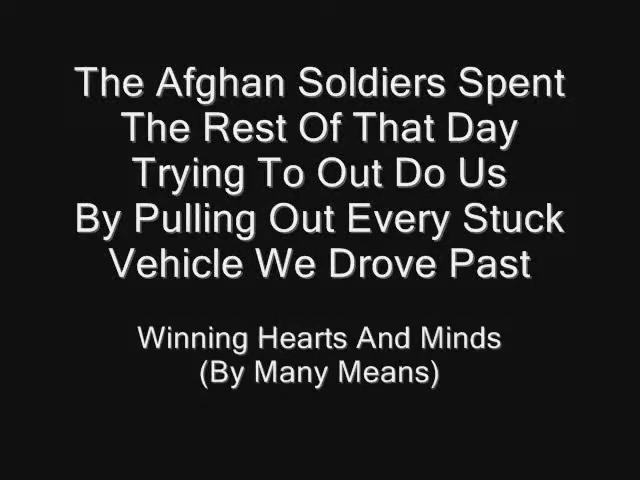 The Afghan Soldiers Spent
The Rest Of That Day
Trying To Out Do Us
By Pulling Out Every Stuck
Vehicle We Drove Past
Winning Hearts And Minds
(By Many Means)